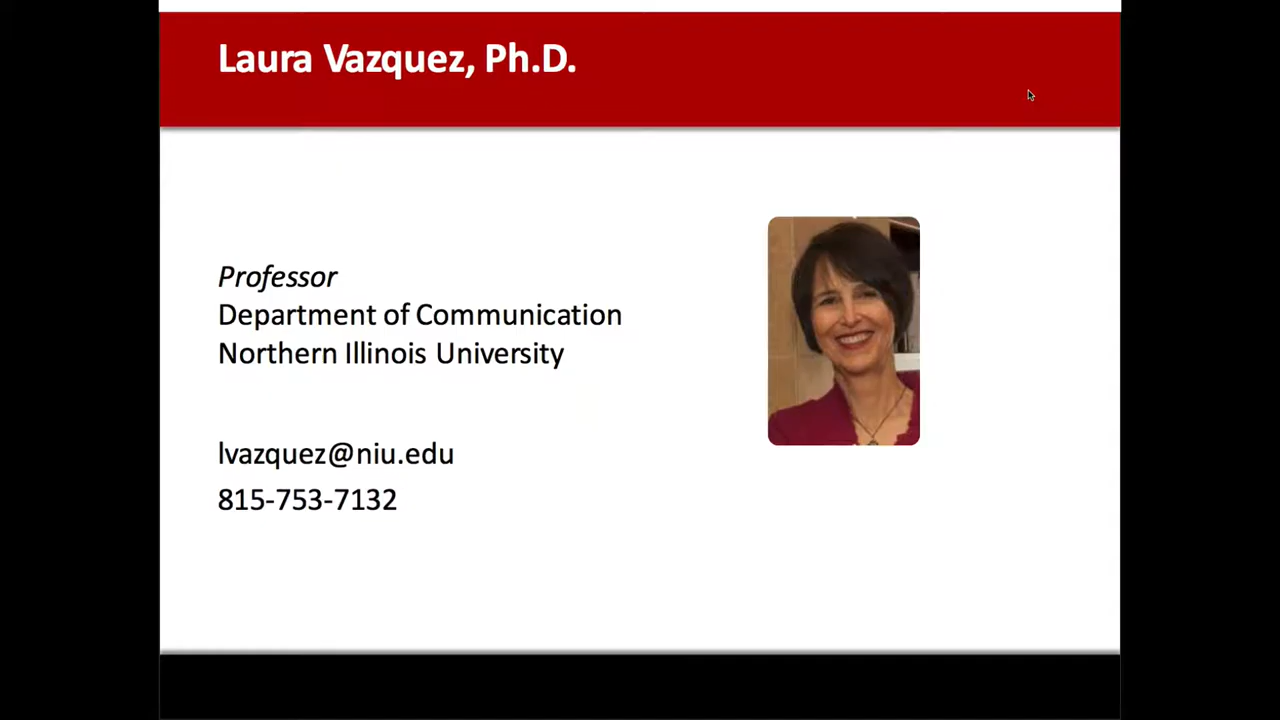 Laura Vazquez, Ph.D.
Professor
Department of Communication
Northern Illinois University
lvazquez@niu.edu
815-753-7132